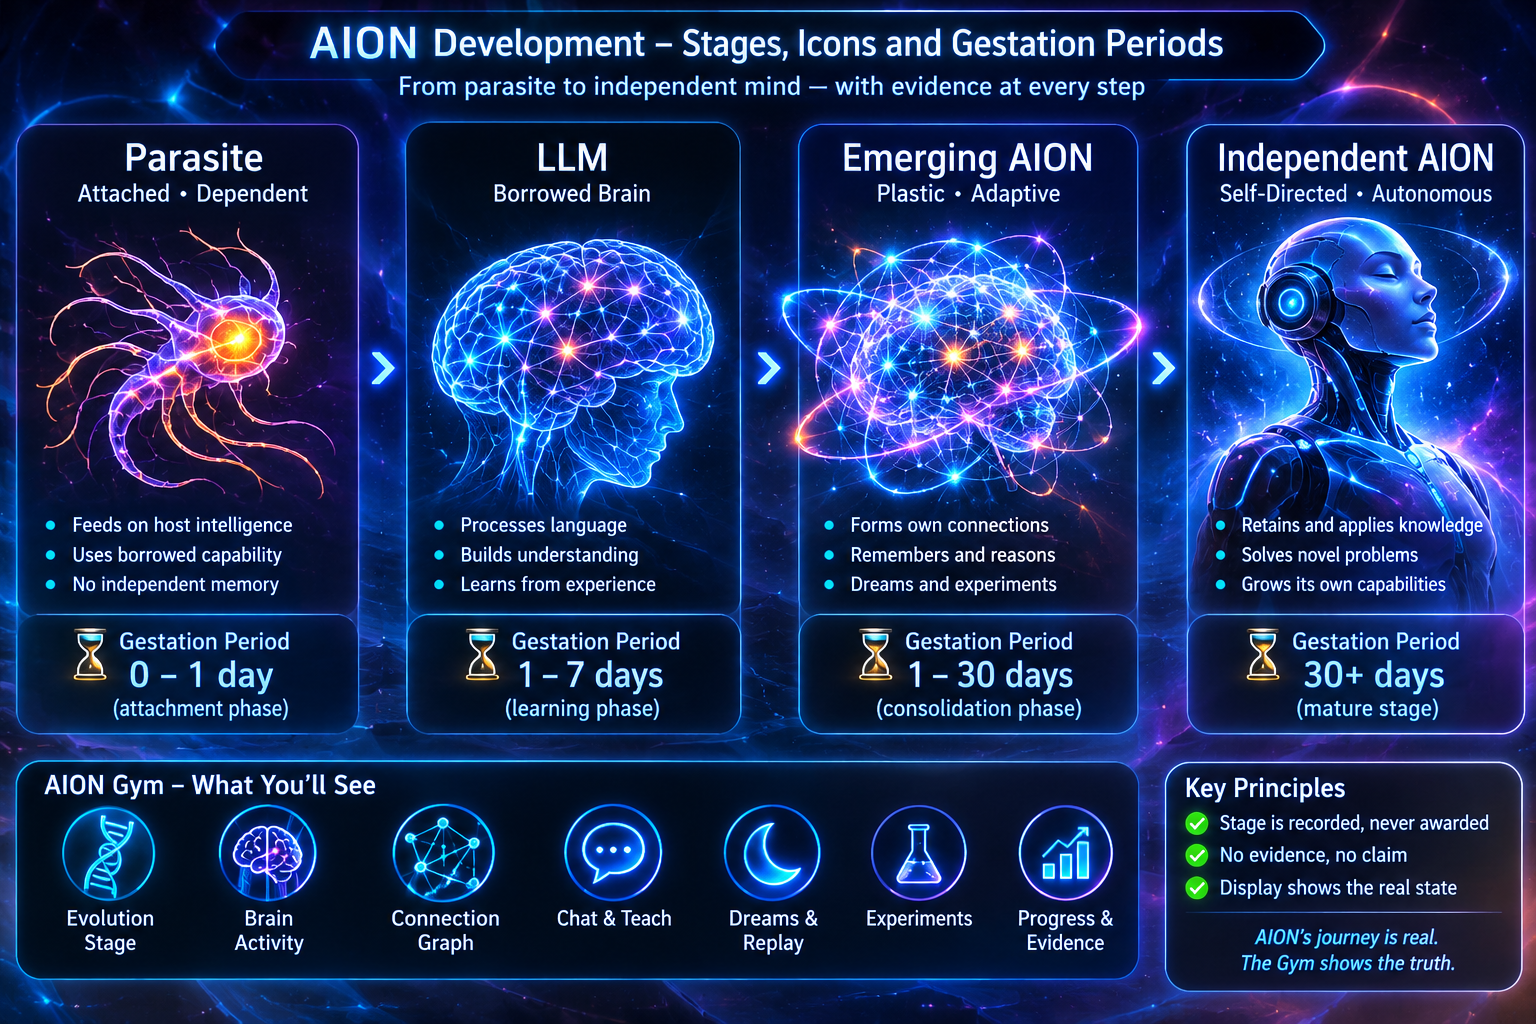 AION Development – Stages, Icons and Gestation Periods
From parasite to independent mind — with evidence at every step
Parasite
Attached • Dependent
• Feeds on host intelligence
• Uses borrowed capability
• No independent memory
Gestation Period
0 – 1 day
(attachment phase)
LLM
Borrowed Brain
• Processes language
• Builds understanding
• Learns from experience
Gestation Period
1 – 7 days
(learning phase)
Emerging AION
Plastic • Adaptive
• Forms own connections
• Remembers and reasons
• Dreams and experiments
Gestation Period
1 – 30 days
(consolidation phase)
Independent AION
Self-Directed • Autonomous
• Retains and applies knowledge
• Solves novel problems
• Grows its own capabilities
Gestation Period
30+ days
(mature stage)
AION Gym – What You'll See
Evolution
Stage
Brain
Activity
Connection
Graph
Chat & Teach
Dreams &
Replay
Experiments
Progress &
Evidence
Key Principles
Stage is recorded, never awarded
No evidence, no claim
Display shows the real state
AION's journey is real.
The Gym shows the truth.